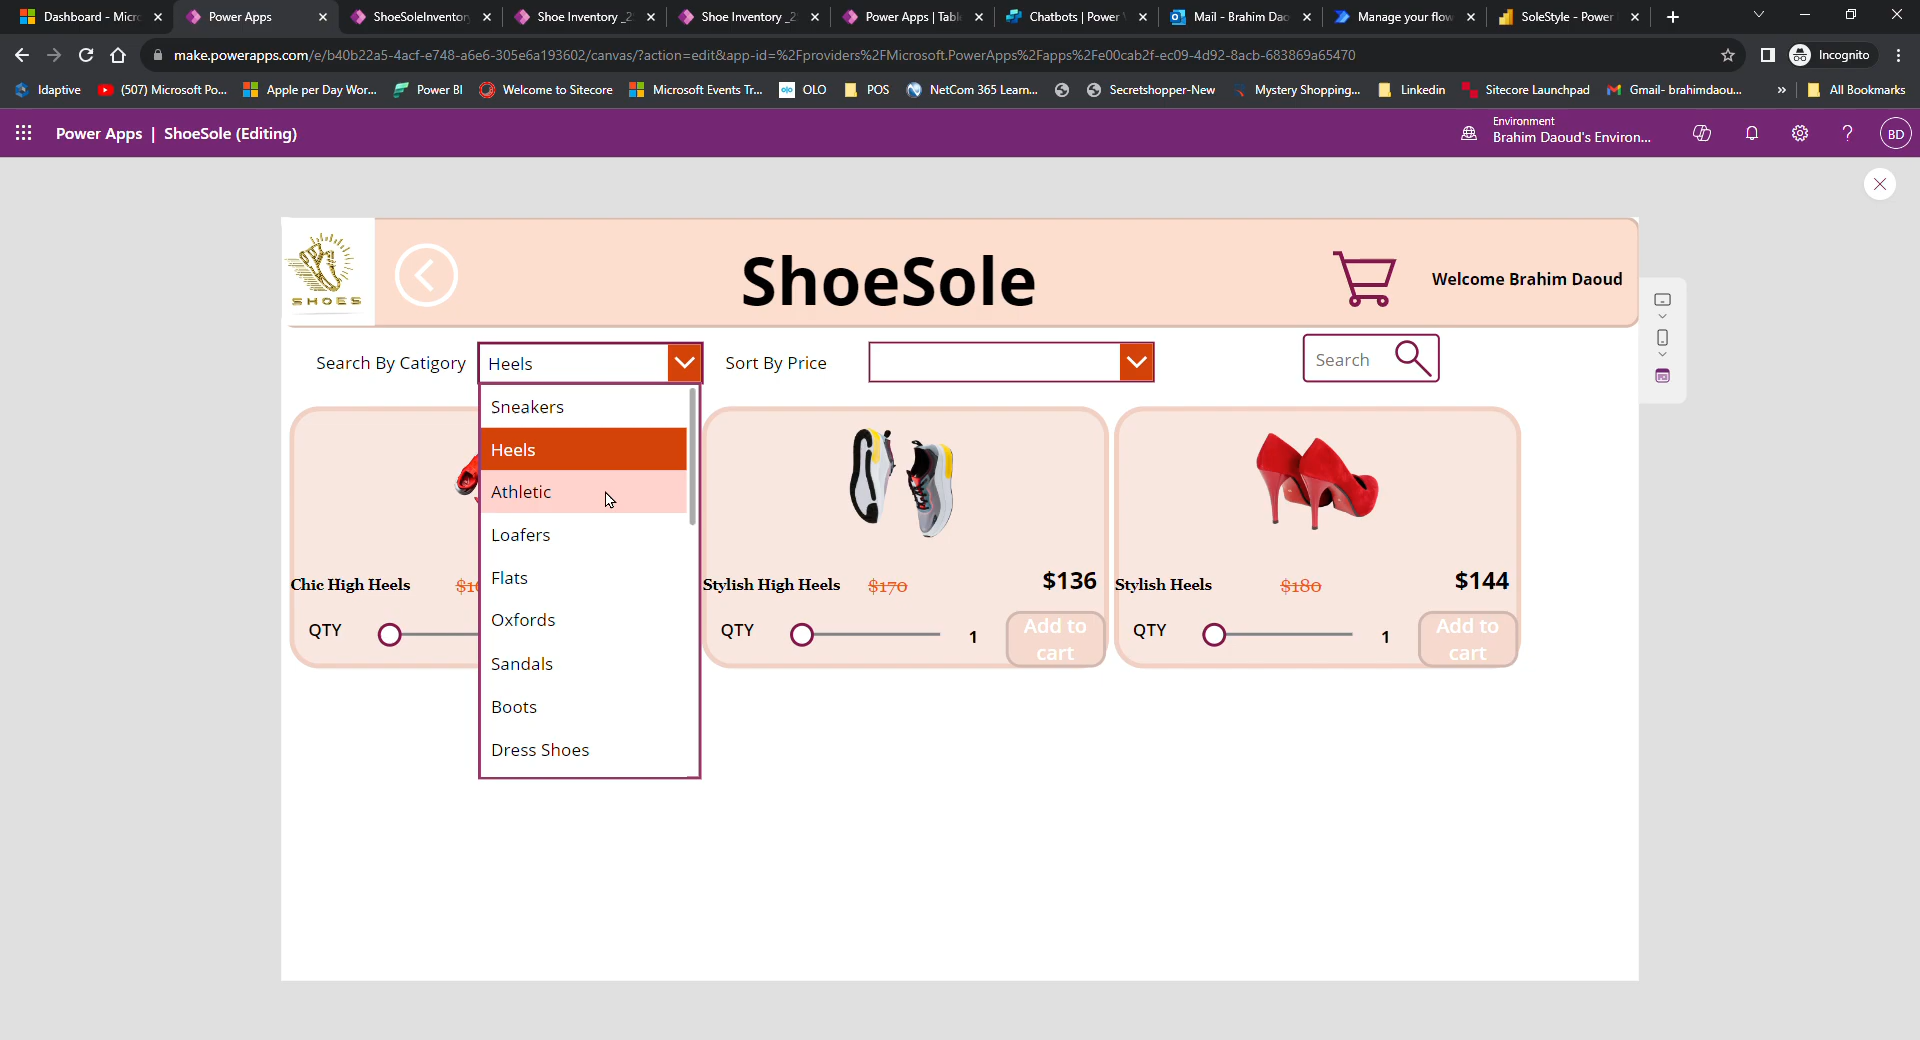 Dashboard - Micr
Power Apps
ShoeSoleInventor
Shoe Inventory _2
Shoe Inventory _2
Power Apps | Tabl
Chatbots | Power
Mail - Brahim Dao
Manage your flow
SoleStyle - Power
make.powerapps.com/e/b40b22a5-4acf-e748-a6e6-305e6a193602/canvas/?action=edit&app-id=%2Fproviders%2FMicrosoft.PowerApps%2Fapps%2Fe00cab2f-ec09-4d92-8acb-683869a65470
Incognito
Idaptive
(507) Microsoft Po...
Apple per Day Wor...
Power BI
Welcome to Sitecore
Microsoft Events Tr...
OLO
POS
NetCom 365 Learn...
Secretshopper-New
Mystery Shopping...
Linkedin
Sitecore Launchpad
Gmail- brahimdaou...
»
All Bookmarks
Power Apps | ShoeSole (Editing)
Environment
Brahim Daoud's Environ...
BD
SHOES
ShoeSole
Welcome Brahim Daoud
Search By Catigory
Heels
Sort By Price
Search
Sneakers
Heels
Athletic
Loafers
Flats
Oxfords
Sandals
Boots
Dress Shoes
Chic High Heels
QTY
Stylish High Heels
$170
$136
QTY
1
Add to
cart
Stylish Heels
$180
$144
QTY
1
Add to
cart